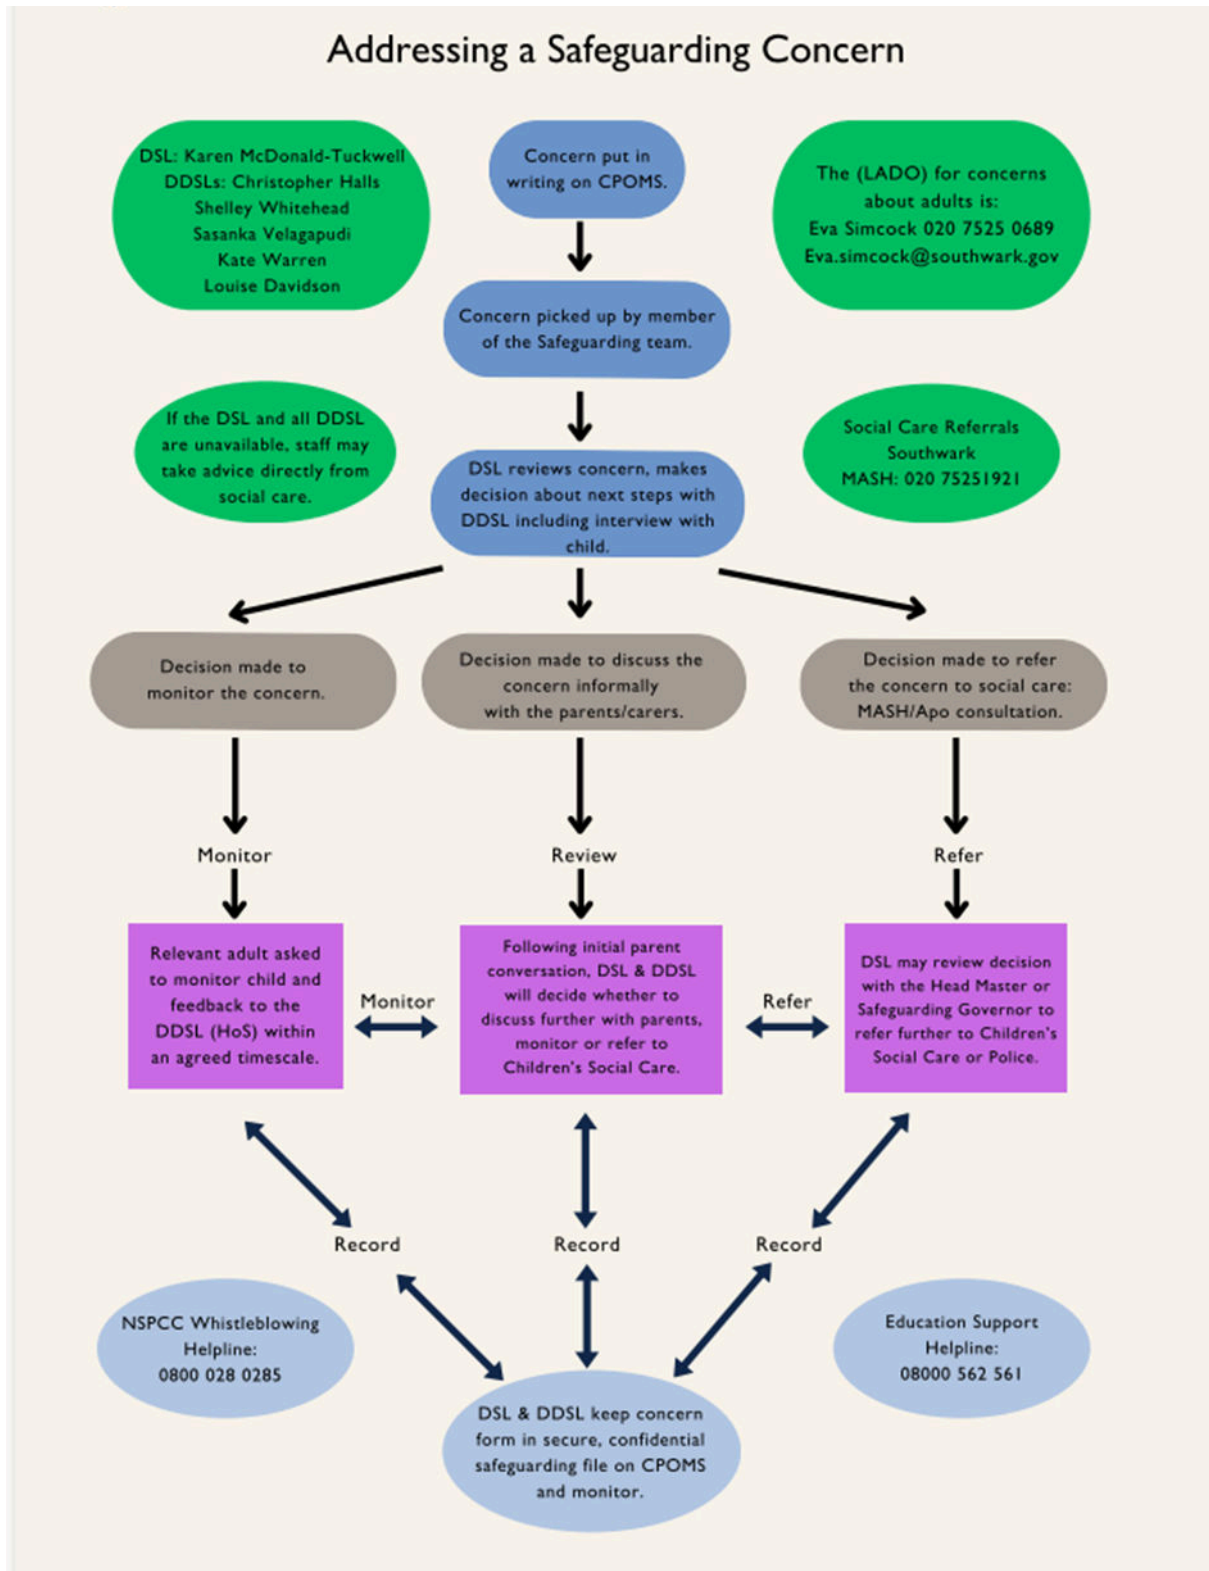 Addressing a Safeguarding Concern
DSL: Karen McDonald-Tuckwell
DDSLs: Christopher Halls
Shelley Whitehead
Sasanka Velagapudi
Kate Warren
Louise Davidson
Concern put in
writing on CPOMS.
The (LADO) for concerns
about adults is:
Eva Simcock 020 7525 0689
Eva.simcock@southwark.gov
Concern picked up by member
of the Safeguarding team.
If the DSL and all DDSL
are unavailable, staff may
take advice directly from
social care.
DSL reviews concern, makes
decision about next steps with
DDSL including interview with
child.
Social Care Referrals
Southwark
MASH: 020 75251921
Decision made to
monitor the concern.
Decision made to discuss the
concern informally
with the parents/carers.
Decision made to refer
the concern to social care:
MASH/Apo consultation.
Monitor
Review
Refer
Relevant adult asked
to monitor child and
feedback to the
DDSL (HoS) within
an agreed timescale.
Monitor
Following initial parent
conversation, DSL & DDSL
will decide whether to
discuss further with parents,
monitor or refer to
Children's Social Care.
Refer
DSL may review decision
with the Head Master or
Safeguarding Governor to
refer further to Children's
Social Care or Police.
Record
Record
Record
NSPCC Whistleblowing
Helpline:
0800 028 0285
Education Support
Helpline:
08000 562 561
DSL & DDSL keep concern
form in secure, confidential
safeguarding file on CPOMS
and monitor.